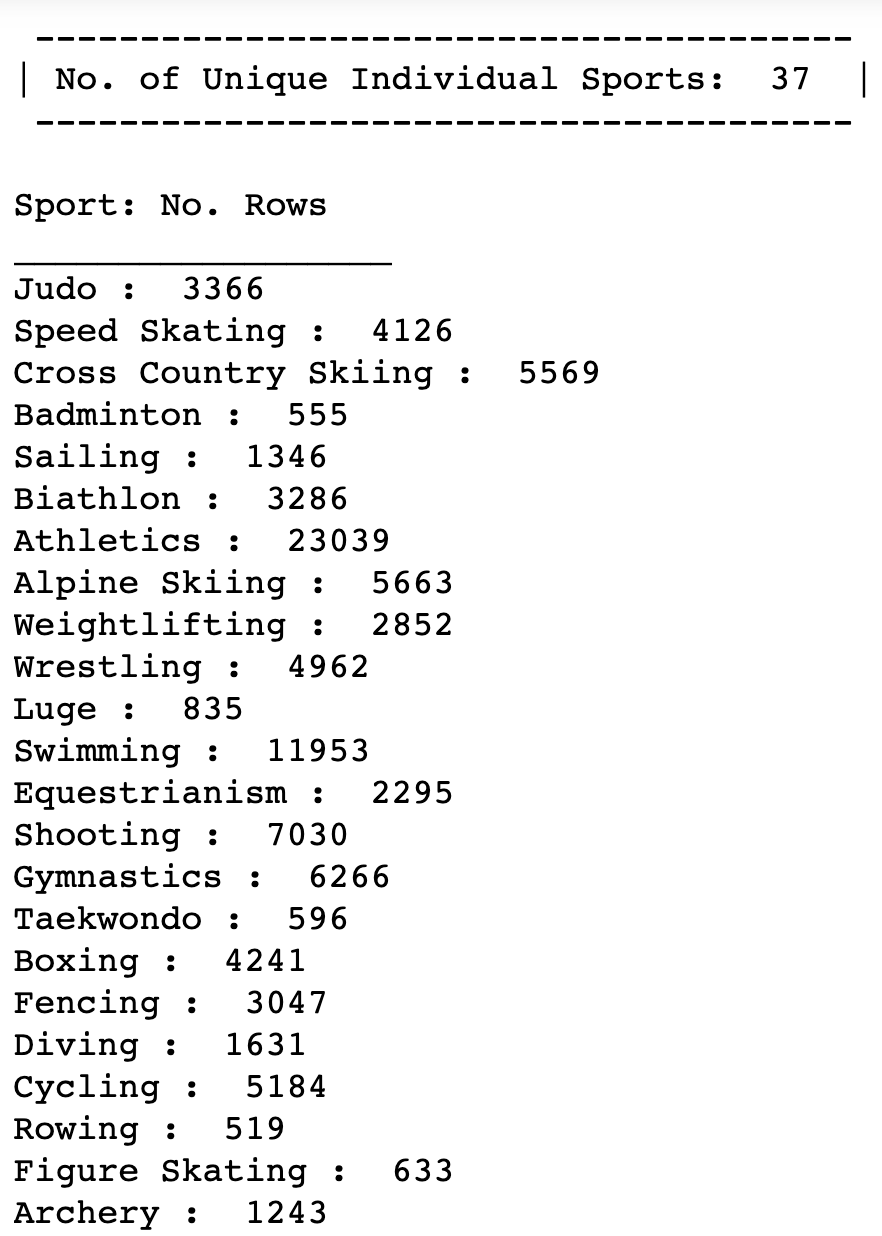 ---------------------------------------
| No. of Unique Individual Sports:  37  |
---------------------------------------
Sport: No. Rows
__________________
Judo :  3366
Speed Skating :  4126
Cross Country Skiing :  5569
Badminton :  555
Sailing :  1346
Biathlon :  3286
Athletics :  23039
Alpine Skiing :  5663
Weightlifting :  2852
Wrestling :  4962
Luge :  835
Swimming :  11953
Equestrianism :  2295
Shooting :  7030
Gymnastics :  6266
Taekwondo :  596
Boxing :  4241
Fencing :  3047
Diving :  1631
Cycling :  5184
Rowing :  519
Figure Skating :  633
Archery :  1243